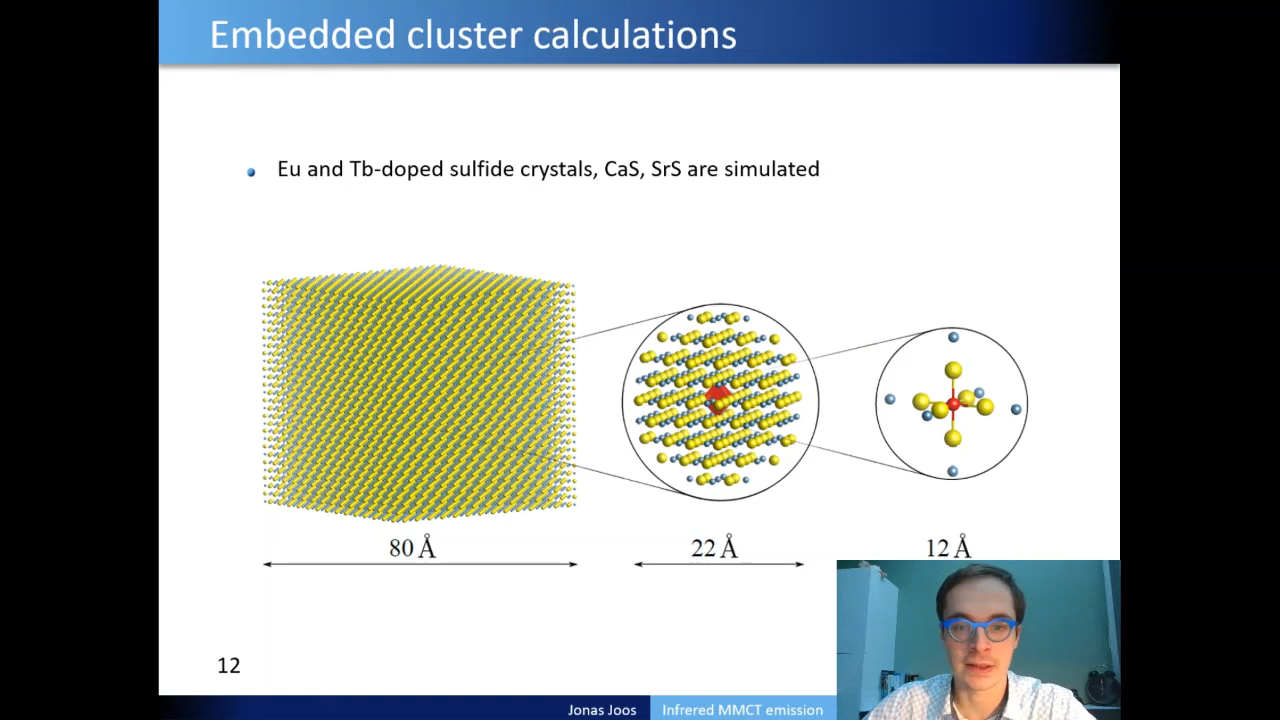 Embedded cluster calculations
Eu and Tb-doped sulfide crystals, CaS, SrS are simulated
80 Å
22 Å
12 Å
12
Jonas Joos
Infrered MMCT emission